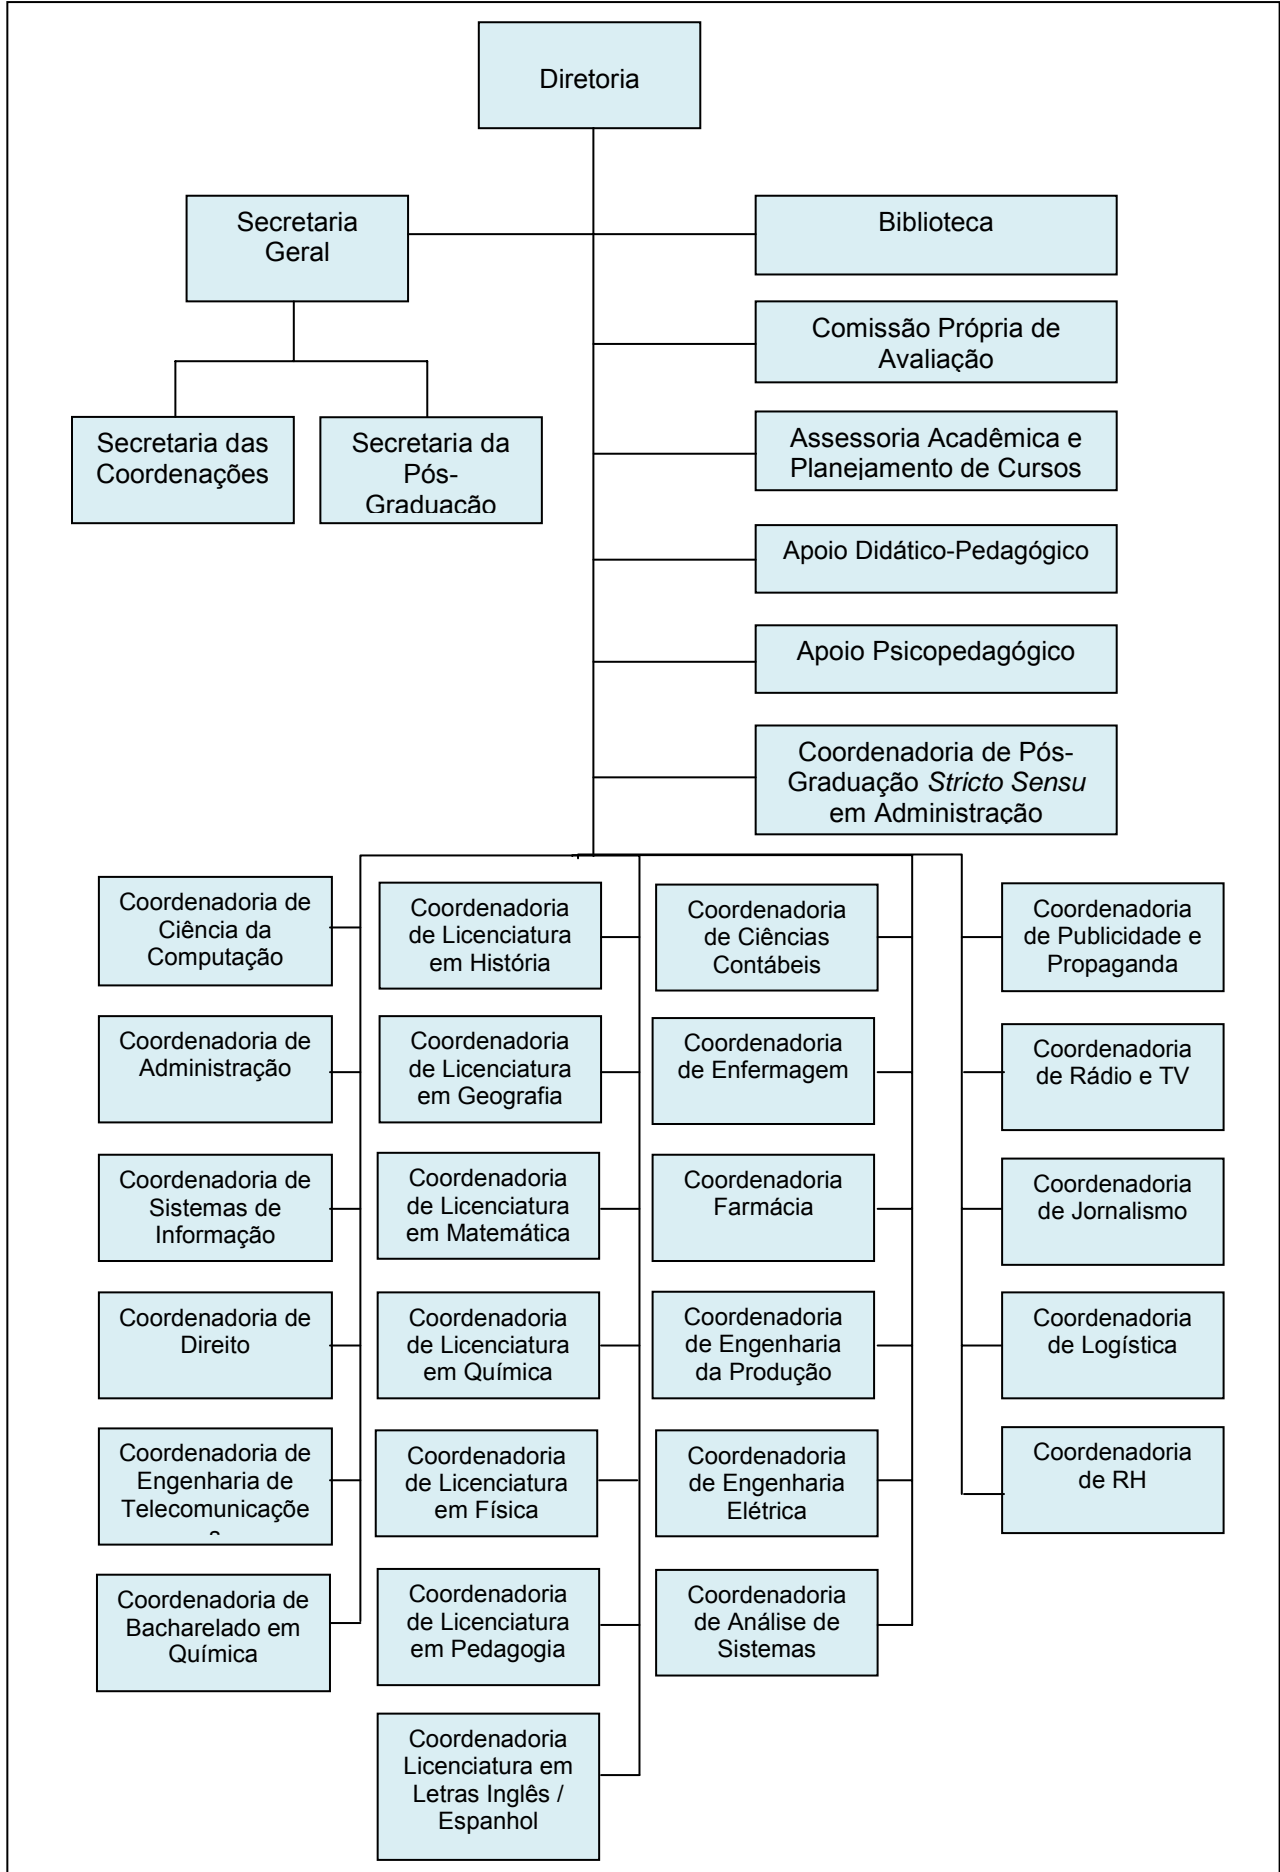 Diretoria
Secretaria
Geral
Biblioteca
Comissão Própria de
Avaliação
Secretaria das
Coordenações
Secretaria da
Pós-
Graduação
Assessoria Acadêmica e
Planejamento de Cursos
Apoio Didático-Pedagógico
Apoio Psicopedagógico
Coordenadoria de Pós-
Graduação Stricto Sensu
em Administração
Coordenadoria de
Ciência da
Computação
Coordenadoria
de Licenciatura
em História
Coordenadoria
de Ciências
Contábeis
Coordenadoria
de Publicidade e
Propaganda
Coordenadoria de
Administração
Coordenadoria
de Licenciatura
em Geografia
Coordenadoria
de Enfermagem
Coordenadoria
de Rádio e TV
Coordenadoria de
Sistemas de
Informação
Coordenadoria
de Licenciatura
em Matemática
Coordenadoria
Farmácia
Coordenadoria
de Jornalismo
Coordenadoria de
Direito
Coordenadoria
de Licenciatura
em Química
Coordenadoria
de Engenharia
da Produção
Coordenadoria
de Logística
Coordenadoria de
Engenharia de
Telecomunicaçõe
s
Coordenadoria
de Licenciatura
em Física
Coordenadoria
de Engenharia
Elétrica
Coordenadoria
de RH
Coordenadoria de
Bacharelado em
Química
Coordenadoria
de Licenciatura
em Pedagogia
Coordenadoria
de Análise de
Sistemas
Coordenadoria
Licenciatura em
Letras Inglês /
Espanhol